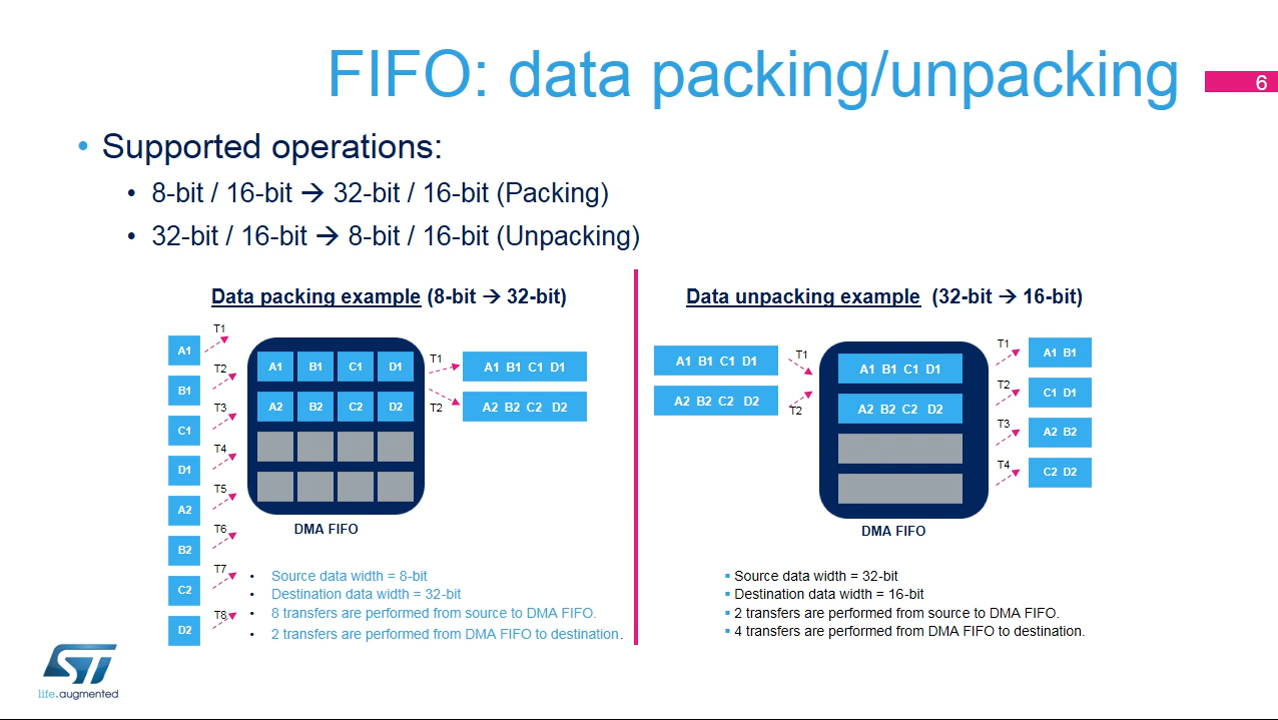 FIFO: data packing/unpacking
6
• Supported operations:
• 8-bit / 16-bit → 32-bit / 16-bit (Packing)
• 32-bit / 16-bit → 8-bit / 16-bit (Unpacking)
Data packing example (8-bit → 32-bit)
A1
B1
C1
D1
A2
B2
C2
D2
T1
T2
T3
T4
T5
T6
T7
T8
A1 B1 C1 D1
A2 B2 C2 D2
DMA FIFO
T1
T2
A1 B1 C1 D1
A2 B2 C2 D2
• Source data width = 8-bit
• Destination data width = 32-bit
• 8 transfers are performed from source to DMA FIFO.
• 2 transfers are performed from DMA FIFO to destination.
Data unpacking example (32-bit → 16-bit)
A1 B1 C1 D1
A2 B2 C2 D2
T1
T2
A1 B1 C1 D1
A2 B2 C2 D2
DMA FIFO
T1
T2
T3
T4
A1 B1
C1 D1
A2 B2
C2 D2
▪ Source data width = 32-bit
▪ Destination data width = 16-bit
▪ 2 transfers are performed from source to DMA FIFO.
▪ 4 transfers are performed from DMA FIFO to destination.
ST
life.augmented